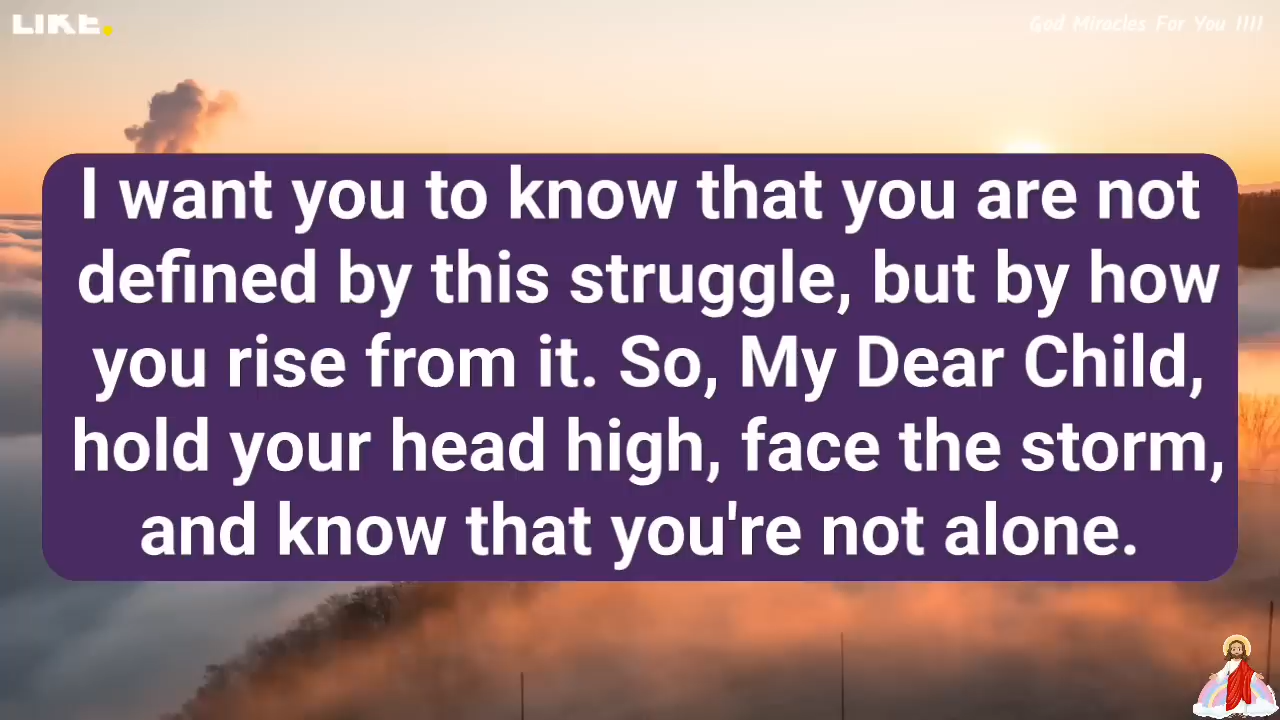 LIKE.
God Miracles For You !!!!
I want you to know that you are not
defined by this struggle, but by how
you rise from it. So, My Dear Child,
hold your head high, face the storm,
and know that you're not alone.